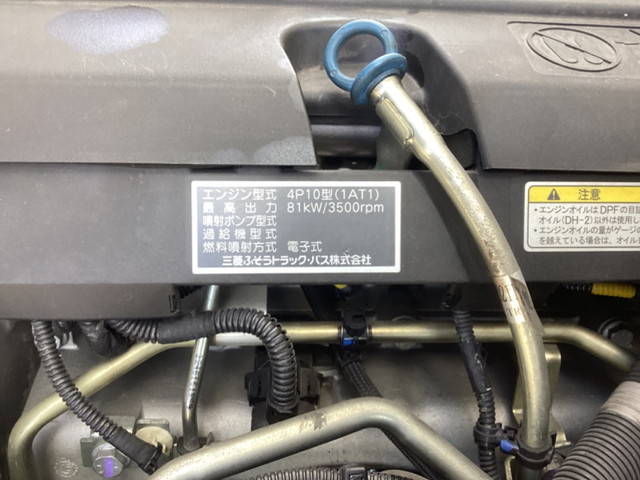 エンジン型式 4P10型(1AT1)
最高出力 81kW/3500rpm
噴射ポンプ型式
過給機型式
燃料噴射方式 電子式
三菱ふそうトラック・バス株式会社
注意
・エンジンオイルはDPFの目詰
オイル(DH-2)以外は使用し
・エンジンオイルの量がゲージの
を越えている場合は、オイル